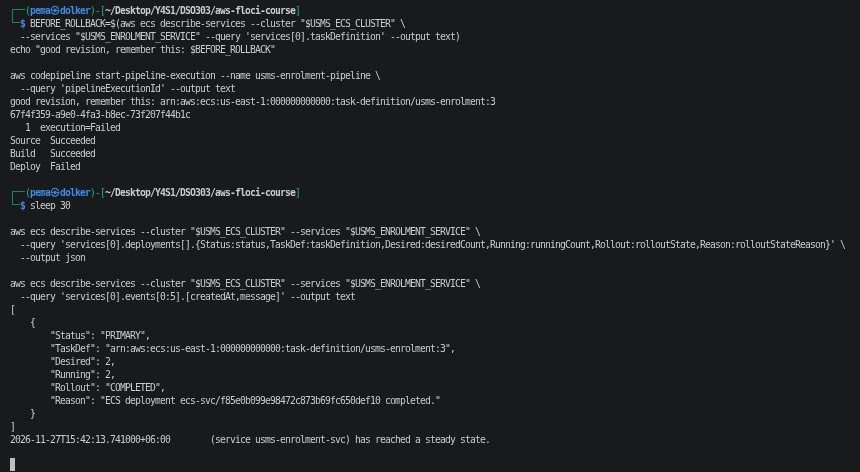 ┌──(pema㉿dolker)-[~/Desktop/Y4S1/DSO303/aws-floci-course]
└─$ BEFORE_ROLLBACK=$(aws ecs describe-services --cluster "$USMS_ECS_CLUSTER" \
  --services "$USMS_ENROLMENT_SERVICE" --query 'services[0].taskDefinition' --output text)
echo "good revision, remember this: $BEFORE_ROLLBACK"

aws codepipeline start-pipeline-execution --name usms-enrolment-pipeline \
  --query 'pipelineExecutionId' --output text
good revision, remember this: arn:aws:ecs:us-east-1:000000000000:task-definition/usms-enrolment:3
67f4f359-a9e0-4fa3-b8ec-73f207f44b1c
   1  execution=Failed
Source  Succeeded
Build   Succeeded
Deploy  Failed

┌──(pema㉿dolker)-[~/Desktop/Y4S1/DSO303/aws-floci-course]
└─$ sleep 30

aws ecs describe-services --cluster "$USMS_ECS_CLUSTER" --services "$USMS_ENROLMENT_SERVICE" \
  --query 'services[0].deployments[].{Status:status,TaskDef:taskDefinition,Desired:desiredCount,Running:runningCount,Rollout:rolloutState,Reason:rolloutStateReason}' \
  --output json

aws ecs describe-services --cluster "$USMS_ECS_CLUSTER" --services "$USMS_ENROLMENT_SERVICE" \
  --query 'services[0].events[0:5].[createdAt,message]' --output text
[
    {
        "Status": "PRIMARY",
        "TaskDef": "arn:aws:ecs:us-east-1:000000000000:task-definition/usms-enrolment:3",
        "Desired": 2,
        "Running": 2,
        "Rollout": "COMPLETED",
        "Reason": "ECS deployment ecs-svc/f85e0b099e98472c873b69fc650def10 completed."
    }
]
2026-11-27T15:42:13.741000+06:00        (service usms-enrolment-svc) has reached a steady state.